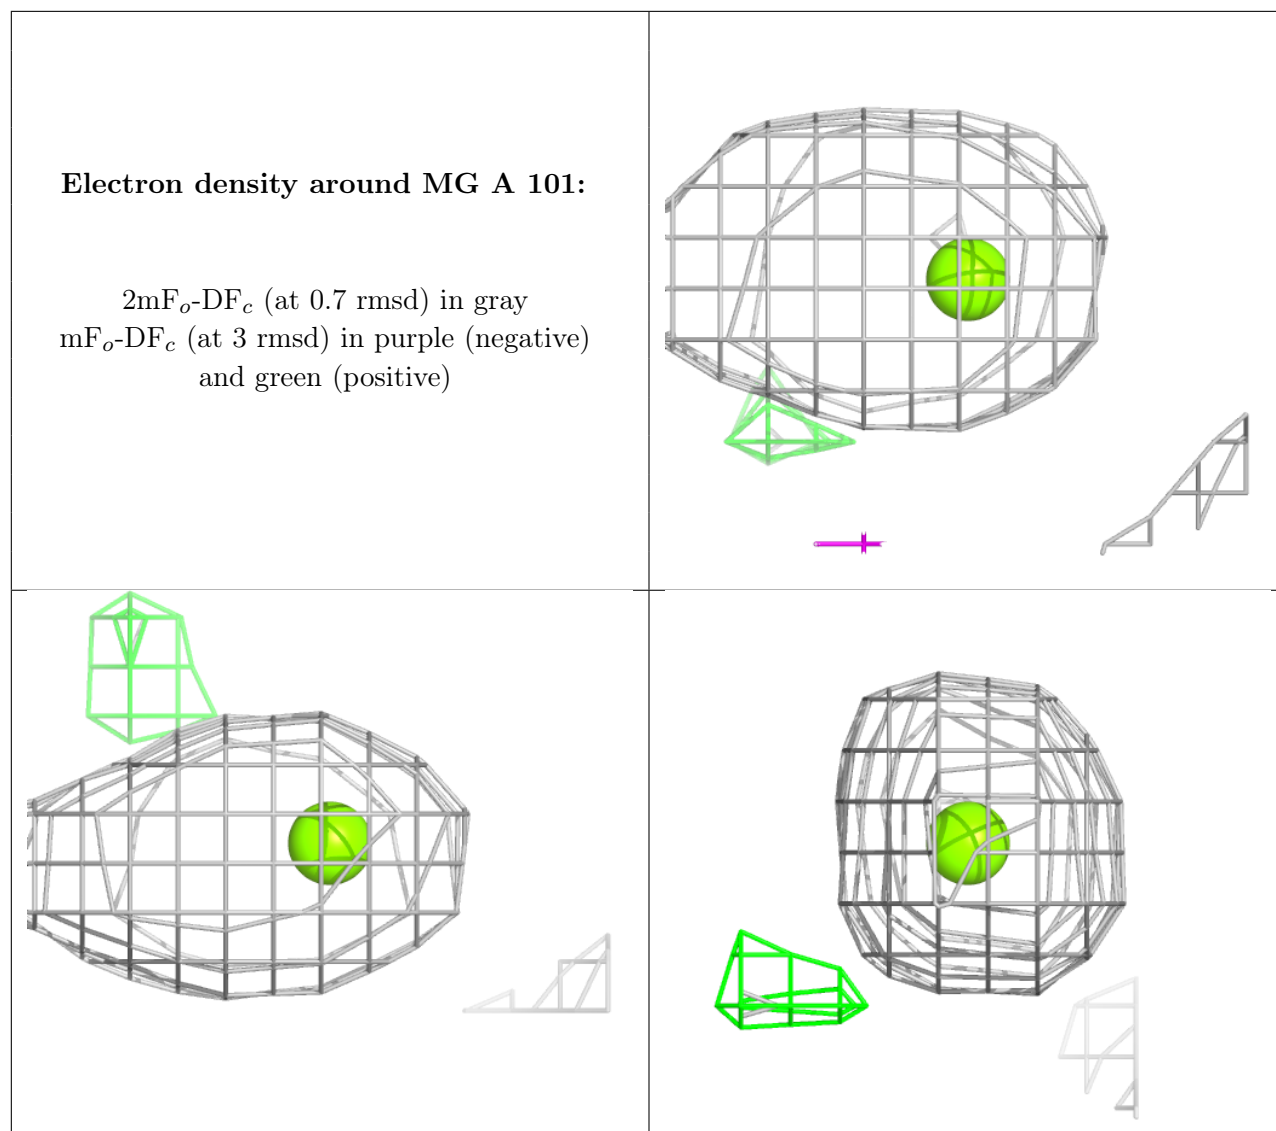 Electron density around MG A 101:
2mFo-DFc (at 0.7 rmsd) in gray
mFo-DFc (at 3 rmsd) in purple (negative)
and green (positive)